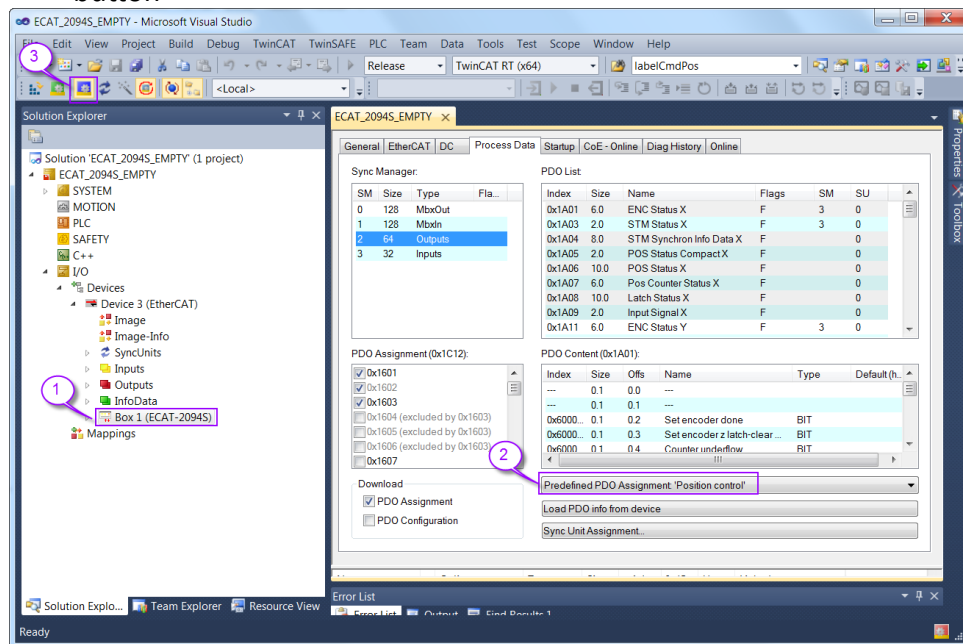 button
ECAT_2094S_EMPTY - Microsoft Visual Studio
File Edit View Project Build Debug TwinCAT TwinSAFE PLC Team Data Tools Test Scope Window Help
3
Release TwinCAT RT (x64) labelCmdPos
<Local>
Solution Explorer
ECAT_2094S_EMPTY
Properties
Toolbox
Solution 'ECAT_2094S_EMPTY' (1 project)
ECAT_2094S_EMPTY
SYSTEM
MOTION
PLC
SAFETY
C++
I/O
Devices
Device 3 (EtherCAT)
Image
Image-Info
SyncUnits
Inputs
Outputs
InfoData
1
Box 1 (ECAT-2094S)
Mappings
General EtherCAT DC Process Data Startup CoE - Online Diag History Online
Sync Manager:
SM Size Type Fla...
0 128 MbxOut
1 128 MbxIn
2 64 Outputs
3 32 Inputs
PDO List:
Index Size Name Flags SM SU
0x1A01 6.0 ENC Status X F 3 0
0x1A03 2.0 STM Status X F 3 0
0x1A04 8.0 STM Synchron Info Data X F 0
0x1A05 2.0 POS Status Compact X F 0
0x1A06 10.0 POS Status X F 0
0x1A07 6.0 Pos Counter Status X F 0
0x1A08 10.0 Latch Status X F 0
0x1A09 2.0 Input Signal X F 0
0x1A11 6.0 ENC Status Y F 3 0
PDO Assignment (0x1C12):
0x1601
0x1602
0x1603
0x1604 (excluded by 0x1603)
0x1605 (excluded by 0x1603)
0x1606 (excluded by 0x1603)
0x1607
PDO Content (0x1A01):
Index Size Offs Name Type Default (h...
--- 0.1 0.0 ---
--- 0.1 0.1 ---
0x6000... 0.1 0.2 Set encoder done BIT
0x6000... 0.1 0.3 Set encoder z latch-clear ... BIT
0x6000 0.1 0.4 Counter underflow BIT
2
Download
PDO Assignment
PDO Configuration
Predefined PDO Assignment: 'Position control'
Load PDO info from device
Sync Unit Assignment...
Solution Explo... Team Explorer Resource View
Error List
Error List Output Find Results 1
Ready